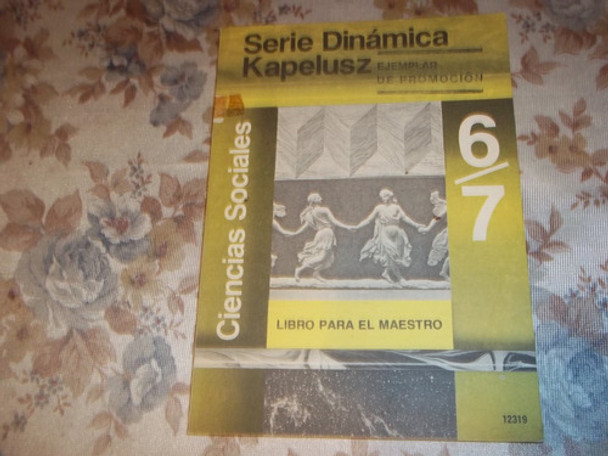 Serie Dinámica
Kapelusz
EJEMPLAR
DE PROMOCIÓN
Ciencias Sociales
6/7
LIBRO PARA EL MAESTRO
12319